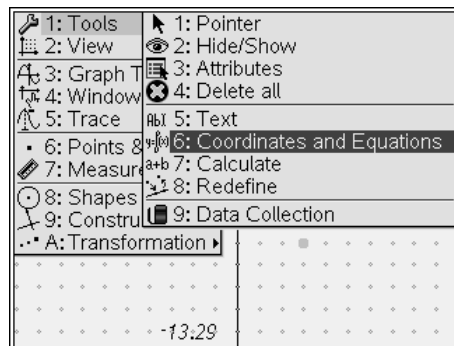 1: Tools
2: View
3: Graph T
4: Window
5: Trace
6: Points &
7: Measure
8: Shapes
9: Constru
A: Transformation
1: Pointer
2: Hide/Show
3: Attributes
4: Delete all
5: Text
6: Coordinates and Equations
7: Calculate
8: Redefine
9: Data Collection
-13.29